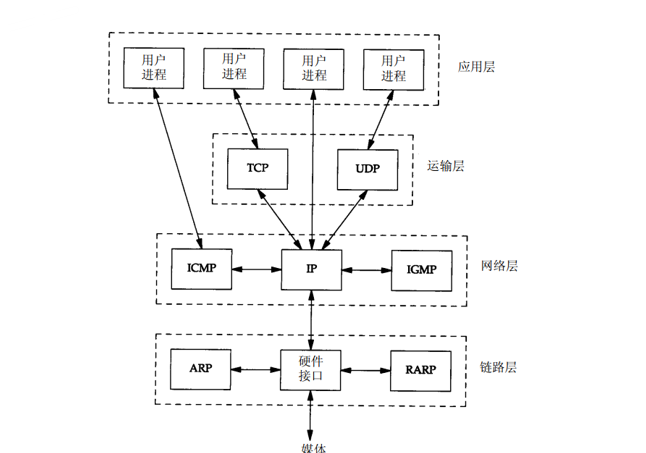 用户 用户 用户 用户
进程 进程 进程 进程
应用层
TCP UDP 运输层
ICMP IP IGMP 网络层
ARP 硬件接口 RARP 链路层
媒体